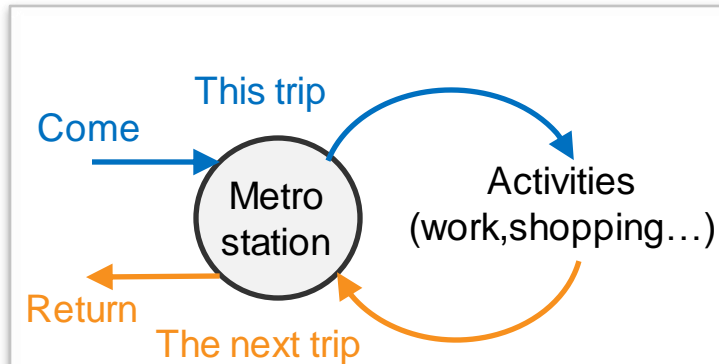 This trip
Come
Metro
station
Activities
(work,shopping…)
Return
The next trip